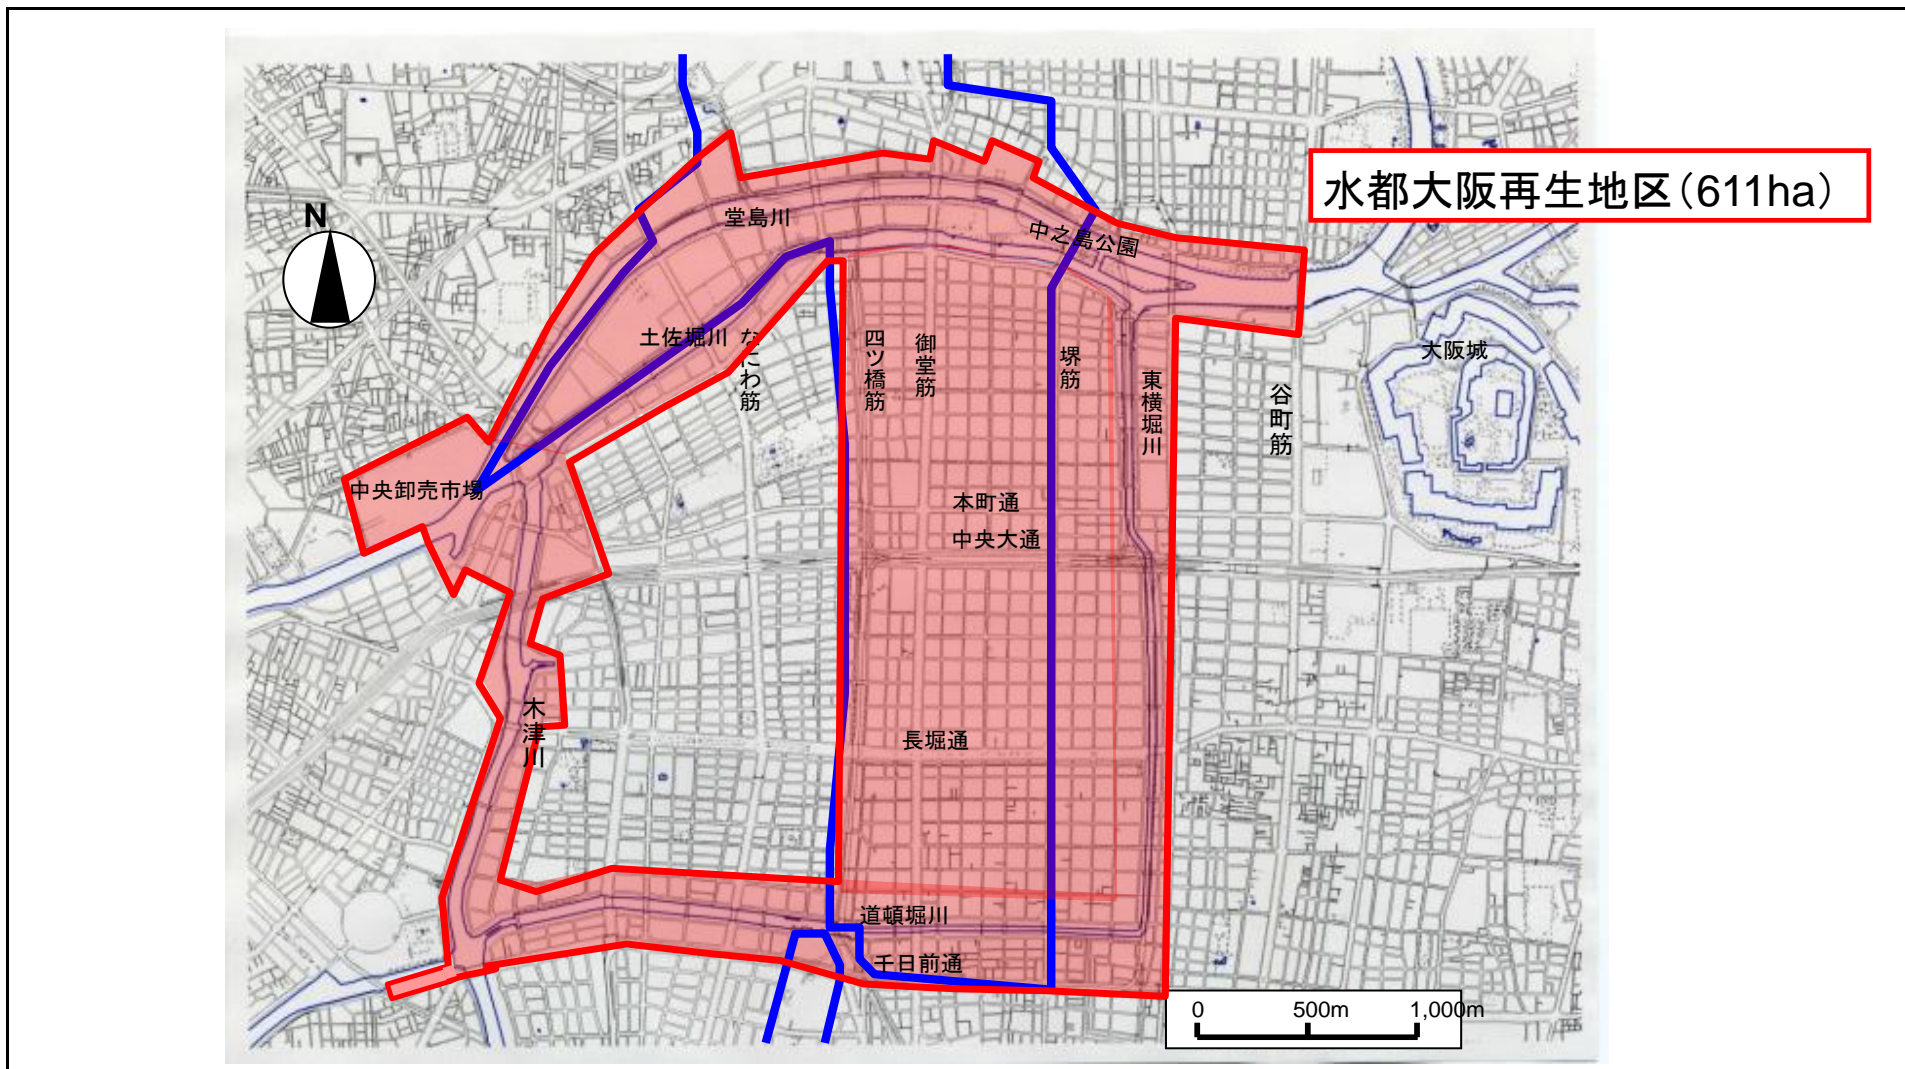 水都大阪再生地区(611ha)
N
堂島川
中之島公園
土佐堀川
なにわ筋
四ツ橋筋
御堂筋
堺筋
東横堀川
谷町筋
大阪城
中央卸売市場
本町通
中央大通
木津川
長堀通
道頓堀川
千日前通
0 500m 1,000m